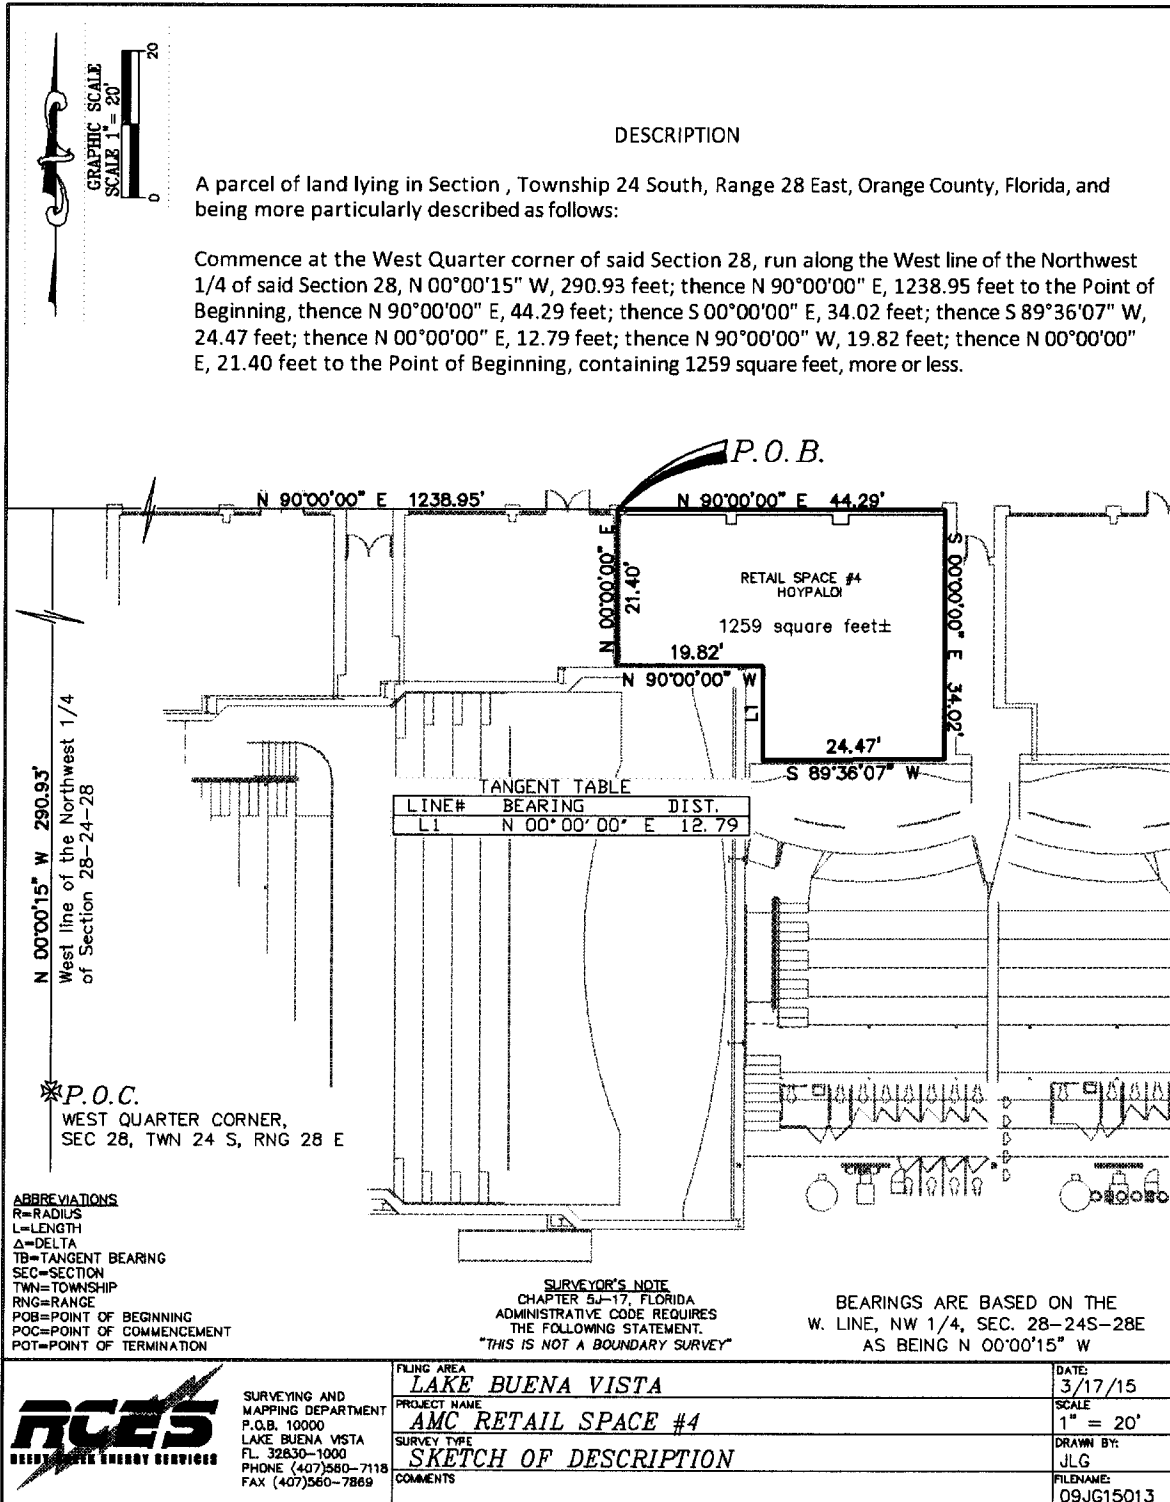 GRAPHIC SCALE
SCALE 1" = 20'
0
20
DESCRIPTION
A parcel of land lying in Section , Township 24 South, Range 28 East, Orange County, Florida, and
being more particularly described as follows:
Commence at the West Quarter corner of said Section 28, run along the West line of the Northwest
1/4 of said Section 28, N 00°00'15" W, 290.93 feet; thence N 90°00'00" E, 1238.95 feet to the Point of
Beginning, thence N 90°00'00" E, 44.29 feet; thence S 00°00'00" E, 34.02 feet; thence S 89°36'07" W,
24.47 feet; thence N 00°00'00" E, 12.79 feet; thence N 90°00'00" W, 19.82 feet; thence N 00°00'00"
E, 21.40 feet to the Point of Beginning, containing 1259 square feet, more or less.
P.O.B.
N 90°00'00" E 1238.95'
N 90°00'00" E 44.29'
N 00°00'00" E
21.40'
S 00°00'00" E 34.02'
RETAIL SPACE #4
HOYPALOI
1259 square feet±
19.82'
N 90°00'00" W
L1
24.47'
S 89°36'07" W
TANGENT TABLE
LINE# BEARING DIST.
L1 N 00°00'00" E 12.79
N 00°00'15" W 290.93'
West line of the Northwest 1/4
of Section 28-24-28
P.O.C.
WEST QUARTER CORNER,
SEC 28, TWN 24 S, RNG 28 E
ABBREVIATIONS
R=RADIUS
L=LENGTH
Δ=DELTA
TB=TANGENT BEARING
SEC=SECTION
TWN=TOWNSHIP
RNG=RANGE
POB=POINT OF BEGINNING
POC=POINT OF COMMENCEMENT
POT=POINT OF TERMINATION
SURVEYOR'S NOTE
CHAPTER 5J-17, FLORIDA
ADMINISTRATIVE CODE REQUIRES
THE FOLLOWING STATEMENT.
"THIS IS NOT A BOUNDARY SURVEY"
BEARINGS ARE BASED ON THE
W. LINE, NW 1/4, SEC. 28-24S-28E
AS BEING N 00°00'15" W
RCES
REEDY CREEK ENERGY SERVICES
SURVEYING AND
MAPPING DEPARTMENT
P.O.B. 10000
LAKE BUENA VISTA
FL. 32830-1000
PHONE (407)560-7118
FAX (407)560-7869
FILING AREA
LAKE BUENA VISTA
PROJECT NAME
AMC RETAIL SPACE #4
SURVEY TYPE
SKETCH OF DESCRIPTION
COMMENTS
DATE:
3/17/15
SCALE
1" = 20'
DRAWN BY:
JLG
FILENAME:
09JG15013